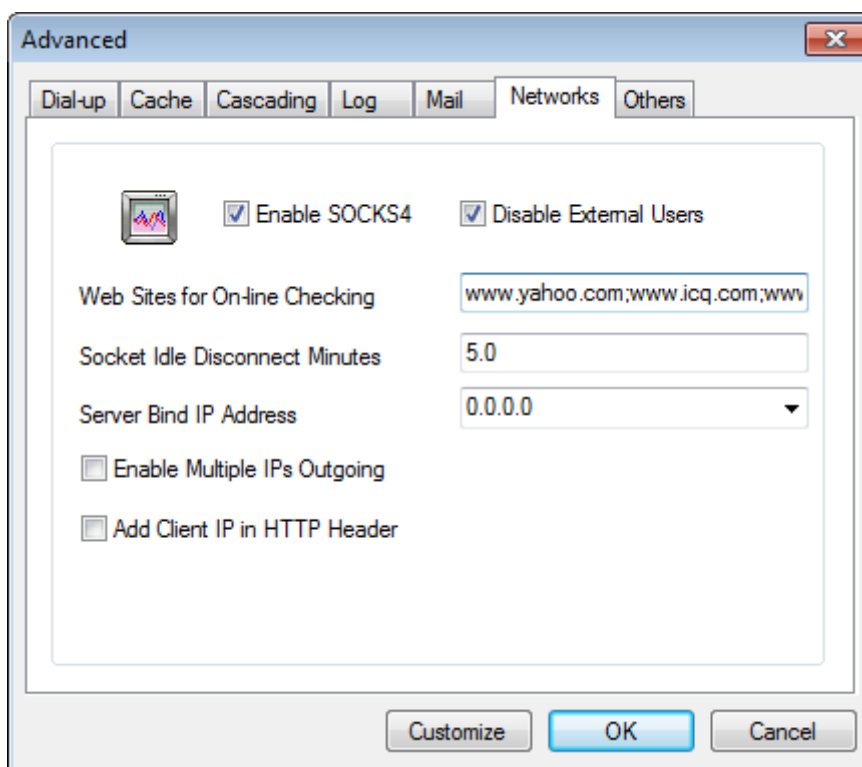 Advanced
Dial-up Cache Cascading Log Mail Networks Others
Enable SOCKS4 Disable External Users
Web Sites for On-line Checking www.yahoo.com;www.icq.com;www
Socket Idle Disconnect Minutes 5.0
Server Bind IP Address 0.0.0.0
Enable Multiple IPs Outgoing
Add Client IP in HTTP Header
Customize OK Cancel